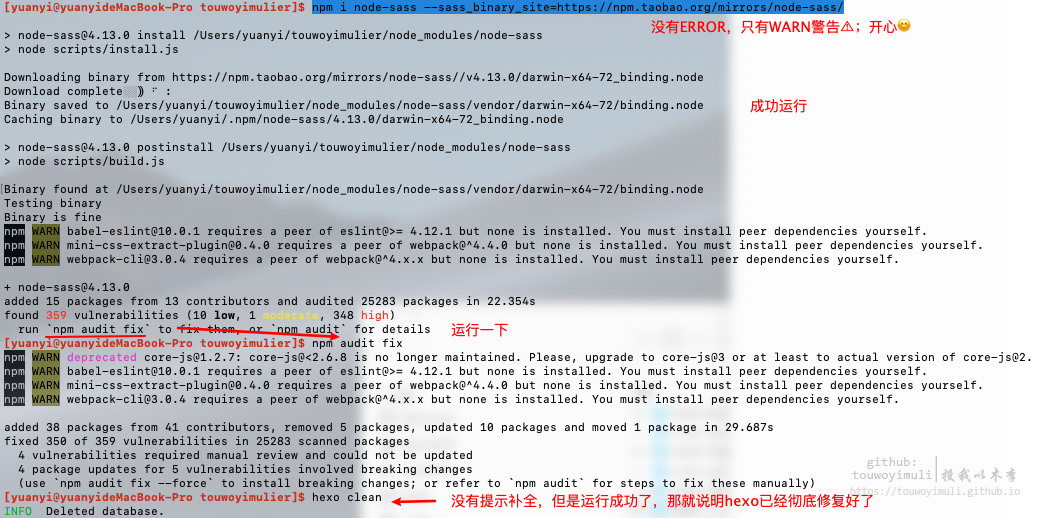 [yuanyi@yuanyideMacBook-Pro touwoyimulier]$ npm i node-sass --sass_binary_site=https://npm.taobao.org/mirrors/node-sass/
没有ERROR，只有WARN警告⚠；开心😊
> node-sass@4.13.0 install /Users/yuanyi/touwoyimulier/node_modules/node-sass
> node scripts/install.js
Downloading binary from https://npm.taobao.org/mirrors/node-sass//v4.13.0/darwin-x64-72_binding.node
Download complete
Binary saved to /Users/yuanyi/touwoyimulier/node_modules/node-sass/vendor/darwin-x64-72/binding.node
成功运行
Caching binary to /Users/yuanyi/.npm/node-sass/4.13.0/darwin-x64-72_binding.node
> node-sass@4.13.0 postinstall /Users/yuanyi/touwoyimulier/node_modules/node-sass
> node scripts/build.js
Binary found at /Users/yuanyi/touwoyimulier/node_modules/node-sass/vendor/darwin-x64-72/binding.node
Testing binary
Binary is fine
npm WARN babel-eslint@10.0.1 requires a peer of eslint@>= 4.12.1 but none is installed. You must install peer dependencies yourself.
npm WARN mini-css-extract-plugin@0.4.0 requires a peer of webpack@^4.4.0 but none is installed. You must install peer dependencies yourself.
npm WARN webpack-cli@3.0.4 requires a peer of webpack@^4.x.x but none is installed. You must install peer dependencies yourself.
+ node-sass@4.13.0
added 15 packages from 13 contributors and audited 25283 packages in 22.354s
found 359 vulnerabilities (10 low, 1 moderate, 348 high)
run `npm audit fix` to fix them, or `npm audit` for details
运行一下
[yuanyi@yuanyideMacBook-Pro touwoyimulier]$ npm audit fix
npm WARN deprecated core-js@1.2.7: core-js@<2.6.8 is no longer maintained. Please, upgrade to core-js@3 or at least to actual version of core-js@2.
npm WARN babel-eslint@10.0.1 requires a peer of eslint@>= 4.12.1 but none is installed. You must install peer dependencies yourself.
npm WARN mini-css-extract-plugin@0.4.0 requires a peer of webpack@^4.4.0 but none is installed. You must install peer dependencies yourself.
npm WARN webpack-cli@3.0.4 requires a peer of webpack@^4.x.x but none is installed. You must install peer dependencies yourself.
added 38 packages from 41 contributors, removed 5 packages, updated 10 packages and moved 1 package in 29.687s
fixed 350 of 359 vulnerabilities in 25283 scanned packages
4 vulnerabilities required manual review and could not be updated
4 package updates for 5 vulnerabilities involved breaking changes
(use `npm audit fix --force` to install breaking changes; or refer to `npm audit` for steps to fix these manually)
[yuanyi@yuanyideMacBook-Pro touwoyimulier]$ hexo clean
没有提示补全，但是运行成功了，那就说明hexo已经彻底修复好了
INFO Deleted database.
github:
touwoyimuli
投我以木李
https://touwoyimuli.github.io